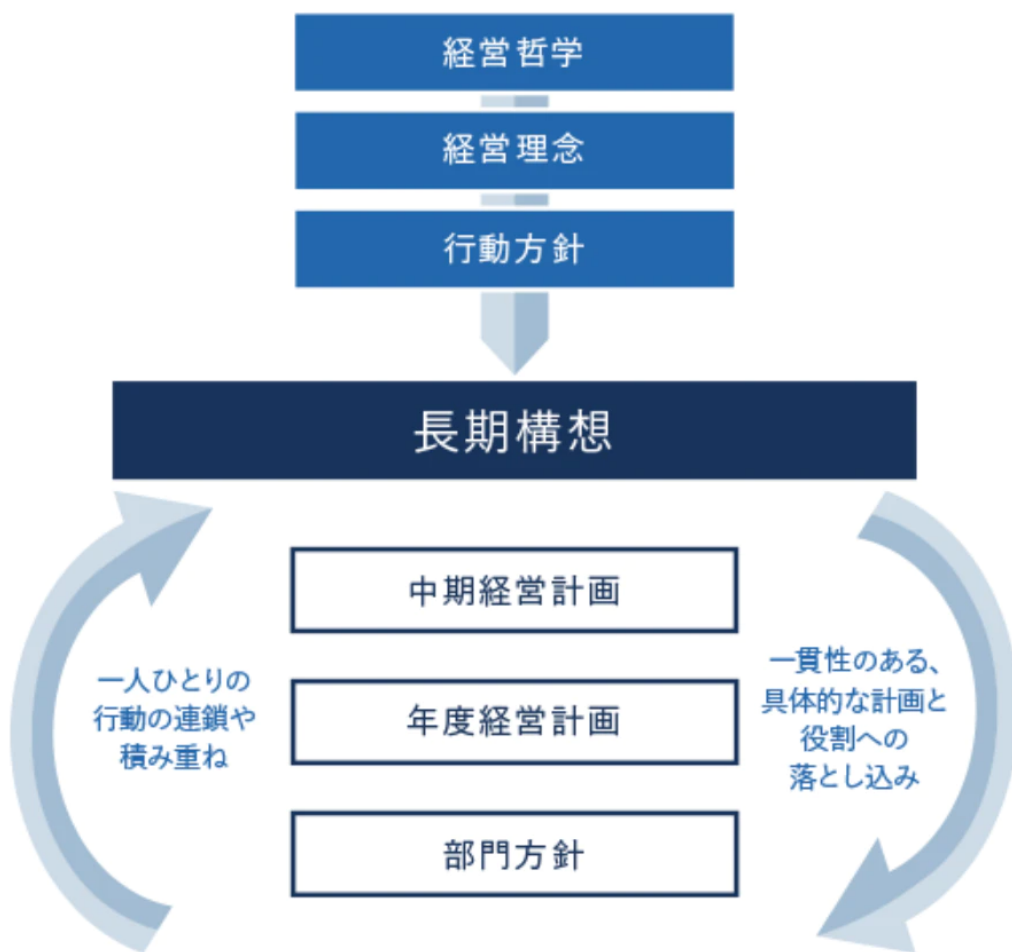 経営哲学
経営理念
行動方針
長期構想
中期経営計画
年度経営計画
部門方針
一人ひとりの
行動の連鎖や
積み重ね
一貫性のある、
具体的な計画と
役割への
落とし込み